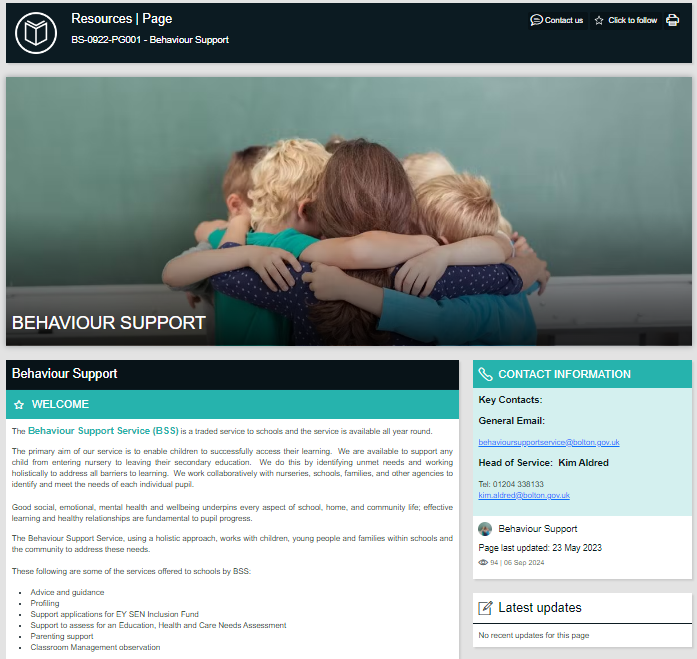 Resources | Page
BS-0922-PG001 - Behaviour Support
Contact us
Click to follow
BEHAVIOUR SUPPORT
Behaviour Support
WELCOME
The Behaviour Support Service (BSS) is a traded service to schools and the service is available all year round.
The primary aim of our service is to enable children to successfully access their learning. We are available to support any
child from entering nursery to leaving their secondary education. We do this by identifying unmet needs and working
holistically to address all barriers to learning. We work collaboratively with nurseries, schools, families, and other agencies to
identify and meet the needs of each individual pupil.
Good social, emotional, mental health and wellbeing underpins every aspect of school, home, and community life; effective
learning and healthy relationships are fundamental to pupil progress.
The Behaviour Support Service, using a holistic approach, works with children, young people and families within schools and
the community to address these needs.
These following are some of the services offered to schools by BSS:
Advice and guidance
Profiling
Support applications for EY SEN Inclusion Fund
Support to assess for an Education, Health and Care Needs Assessment
Parenting support
Classroom Management observation
CONTACT INFORMATION
Key Contacts:
General Email:
behavioursupportservice@bolton.gov.uk
Head of Service: Kim Aldred
Tel: 01204 338133
kim.aldred@bolton.gov.uk
Behaviour Support
Page last updated: 23 May 2023
94 | 06 Sep 2024
Latest updates
No recent updates for this page